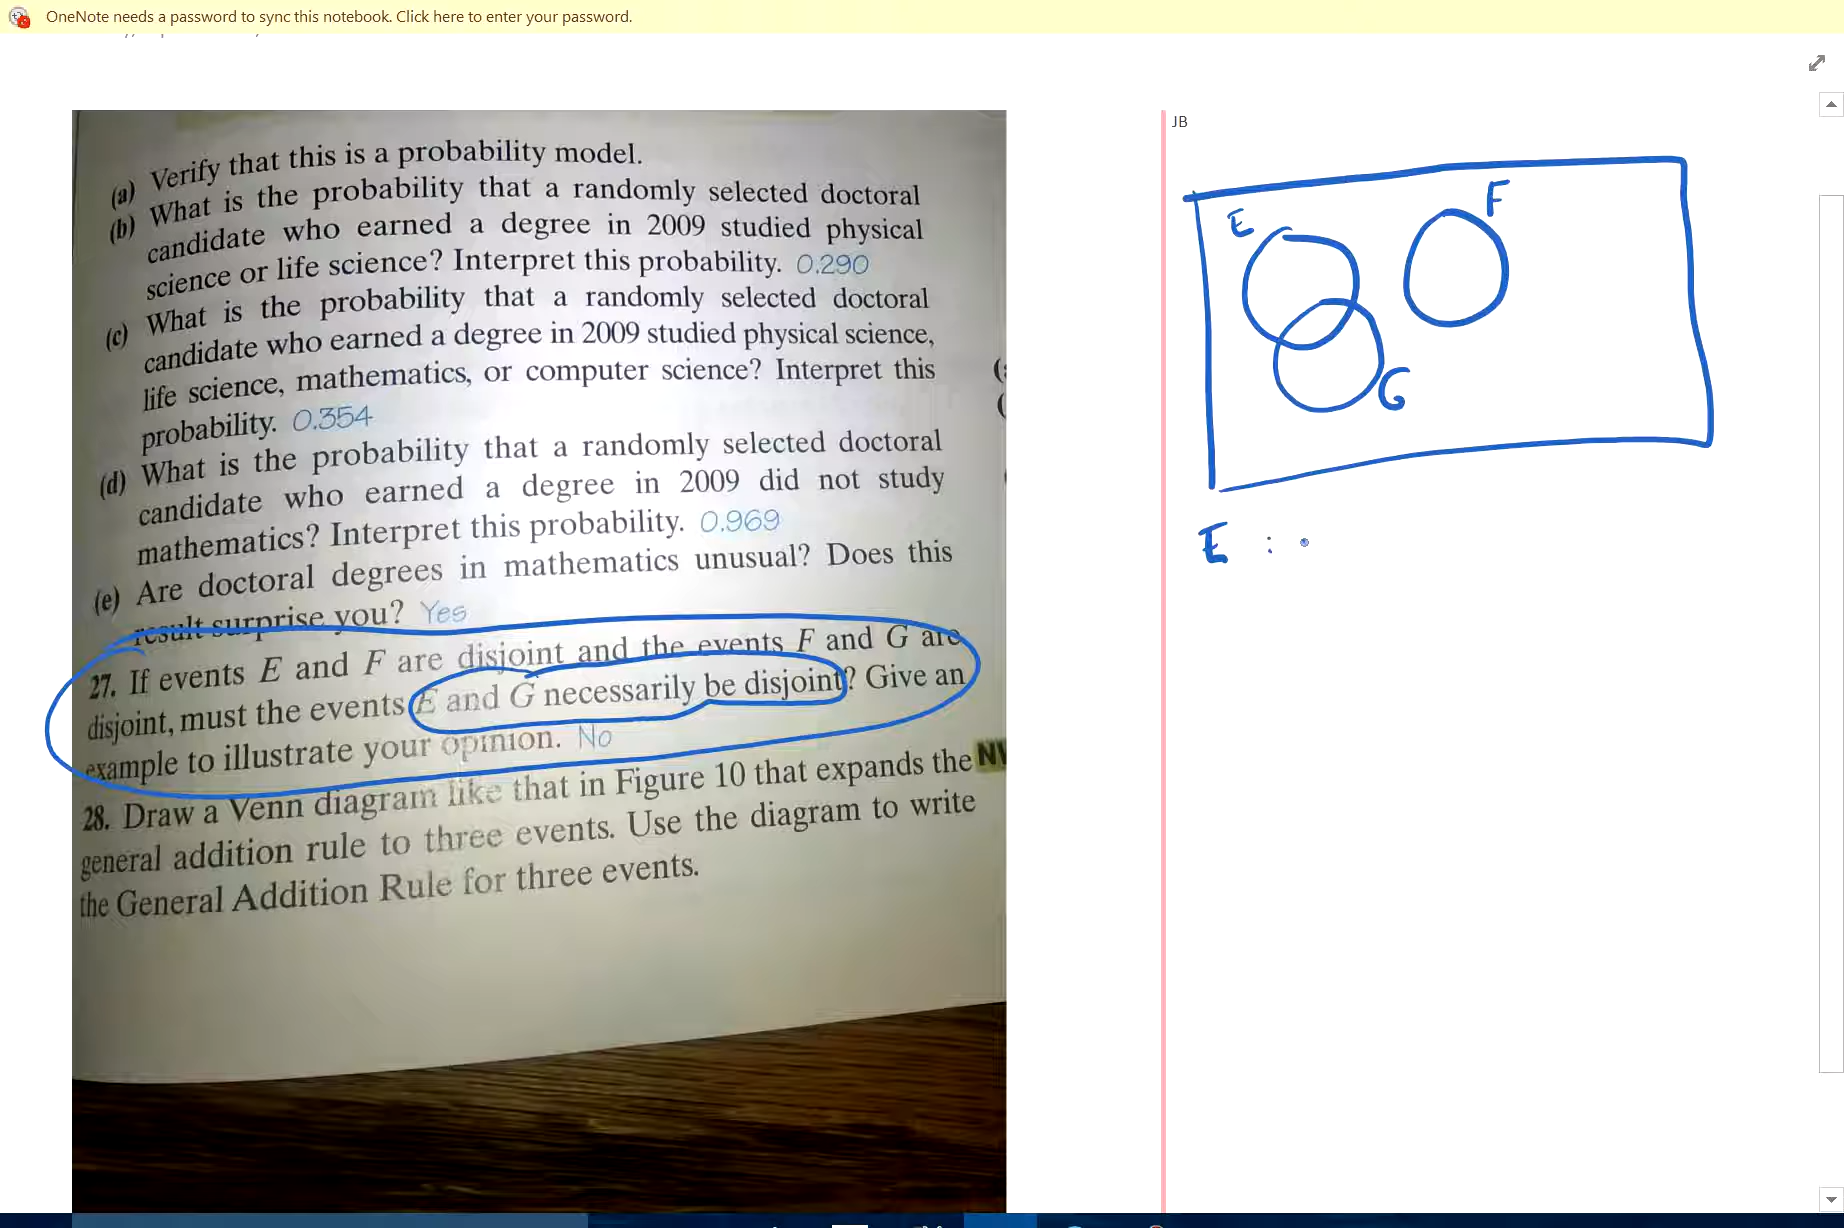 OneNote needs a password to sync this notebook. Click here to enter your password.
JB
(a) Verify that this is a probability model.
(b) What is the probability that a randomly selected doctoral
candidate who earned a degree in 2009 studied physical
science or life science? Interpret this probability. 0.290
(c) What is the probability that a randomly selected doctoral
candidate who earned a degree in 2009 studied physical science,
life science, mathematics, or computer science? Interpret this
probability. 0.354
(d) What is the probability that a randomly selected doctoral
candidate who earned a degree in 2009 did not study
mathematics? Interpret this probability. 0.969
(e) Are doctoral degrees in mathematics unusual? Does this
result surprise you? Yes
27. If events E and F are disjoint and the events F and G are
disjoint, must the events E and G necessarily be disjoint? Give an
example to illustrate your opinion. No
28. Draw a Venn diagram like that in Figure 10 that expands the
general addition rule to three events. Use the diagram to write
the General Addition Rule for three events.
E
F
G
E :